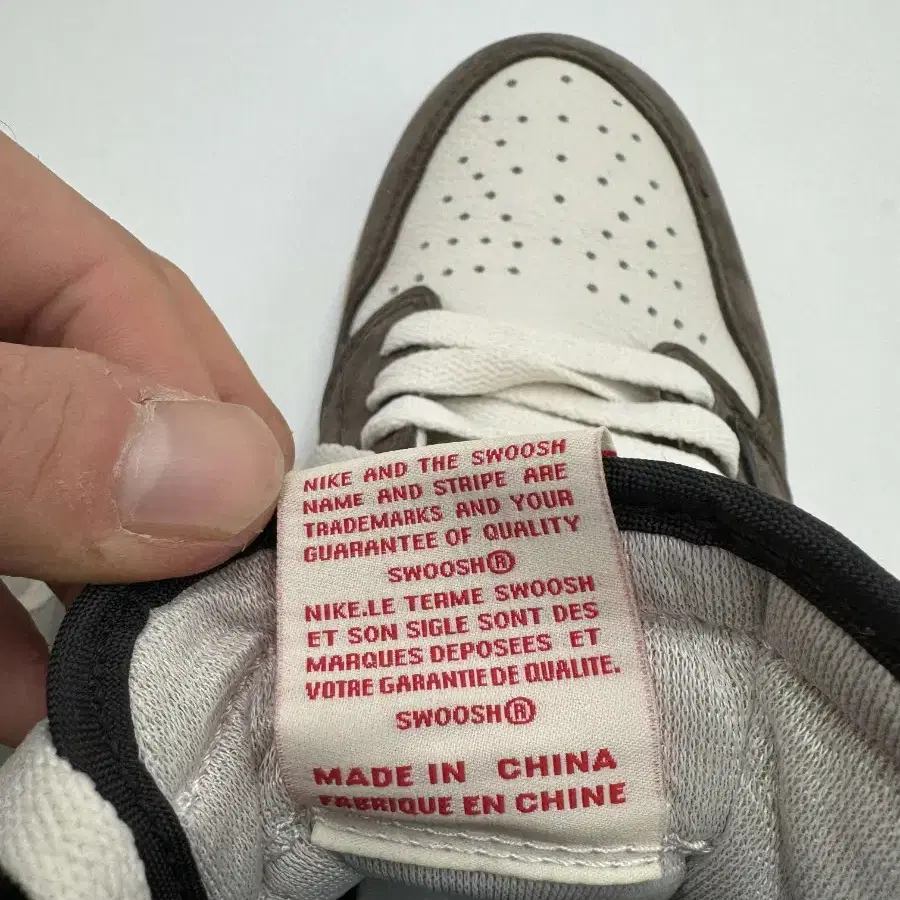 NIKE AND THE SWOOSH
NAME AND STRIPE ARE
TRADEMARKS AND YOUR
GUARANTEE OF QUALITY
SWOOSH®
NIKE.LE TERME SWOOSH
ET SON SIGLE SONT DES
MARQUES DEPOSEES ET
VOTRE GARANTIE DE QUALITE.
SWOOSH®
MADE IN CHINA
FABRIQUE EN CHINE